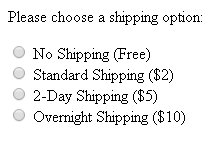 Please choose a shipping option:
No Shipping (Free)
Standard Shipping ($2)
2-Day Shipping ($5)
Overnight Shipping ($10)